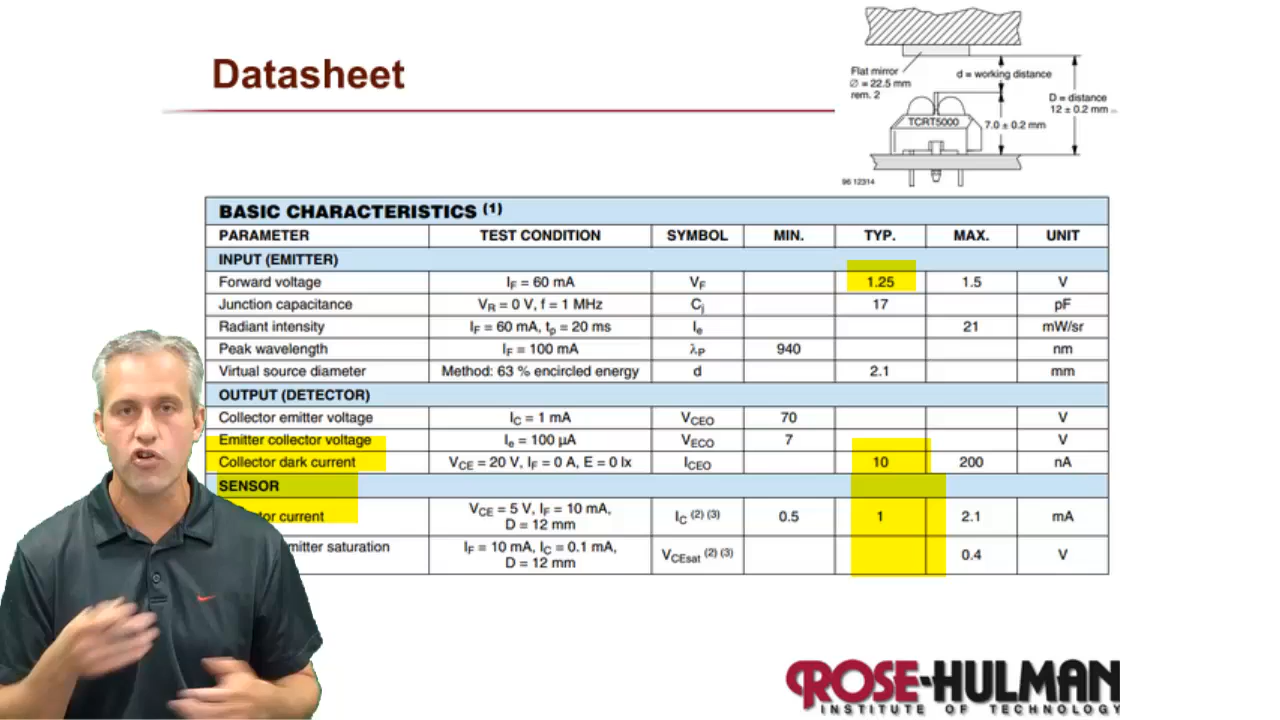 Datasheet
Flat mirror
∅ = 22.5 mm
rem. 2
d = working distance
D = distance
12 ± 0.2 mm
TCRT5000
7.0 ± 0.2 mm
96 12314
BASIC CHARACTERISTICS (1)
PARAMETER TEST CONDITION SYMBOL MIN. TYP. MAX. UNIT
INPUT (EMITTER)
Forward voltage IF = 60 mA VF 1.25 1.5 V
Junction capacitance VR = 0 V, f = 1 MHz Cj 17 pF
Radiant intensity IF = 60 mA, tp = 20 ms Ie 21 mW/sr
Peak wavelength IF = 100 mA λP 940 nm
Virtual source diameter Method: 63 % encircled energy d 2.1 mm
OUTPUT (DETECTOR)
Collector emitter voltage IC = 1 mA VCEO 70 V
Emitter collector voltage Ie = 100 μA VECO 7 V
Collector dark current VCE = 20 V, IF = 0 A, E = 0 lx ICEO 10 200 nA
SENSOR
current VCE = 5 V, IF = 10 mA, D = 12 mm IC (2) (3) 0.5 1 2.1 mA
saturation IF = 10 mA, IC = 0.1 mA, D = 12 mm VCEsat (2) (3) 0.4 V
ROSE-HULMAN
INSTITUTE OF TECHNOLOGY